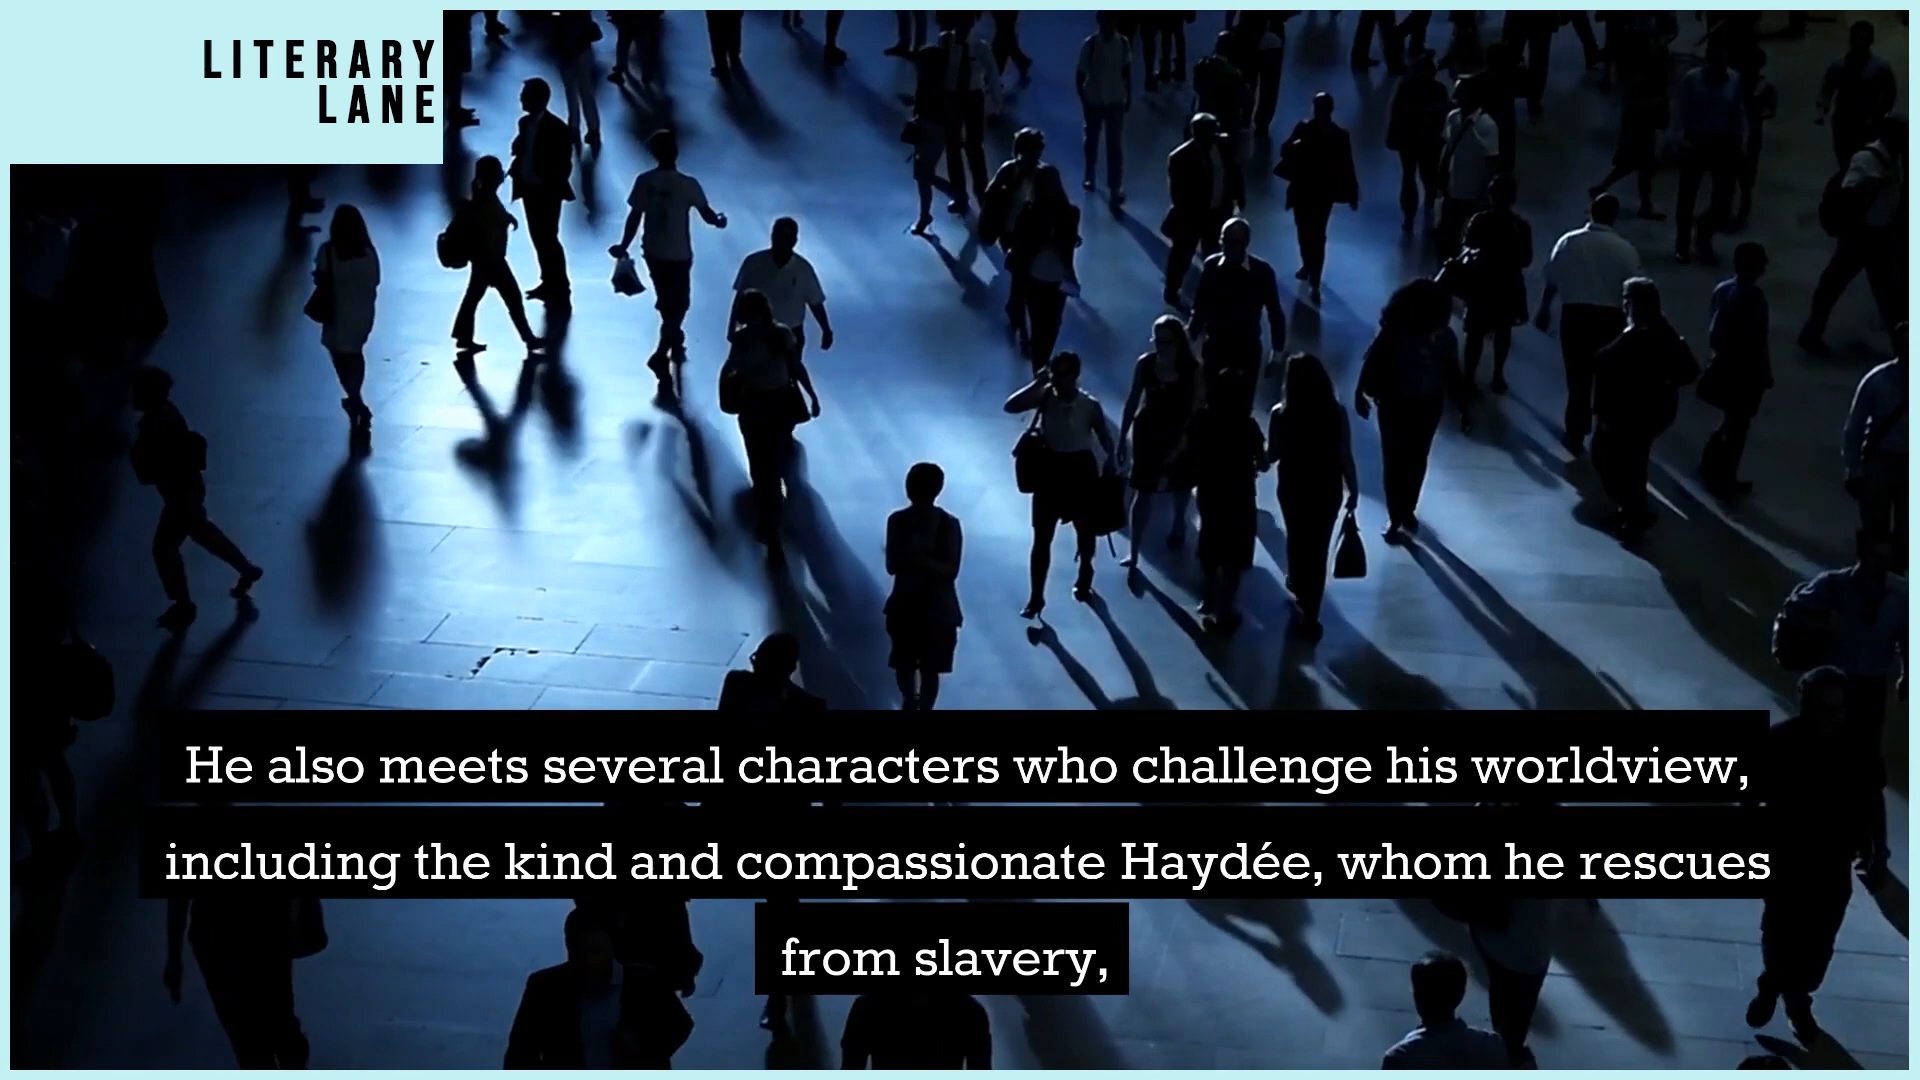 LITERARY
LANE
He also meets several characters who challenge his worldview,
including the kind and compassionate Haydée, whom he rescues
from slavery,